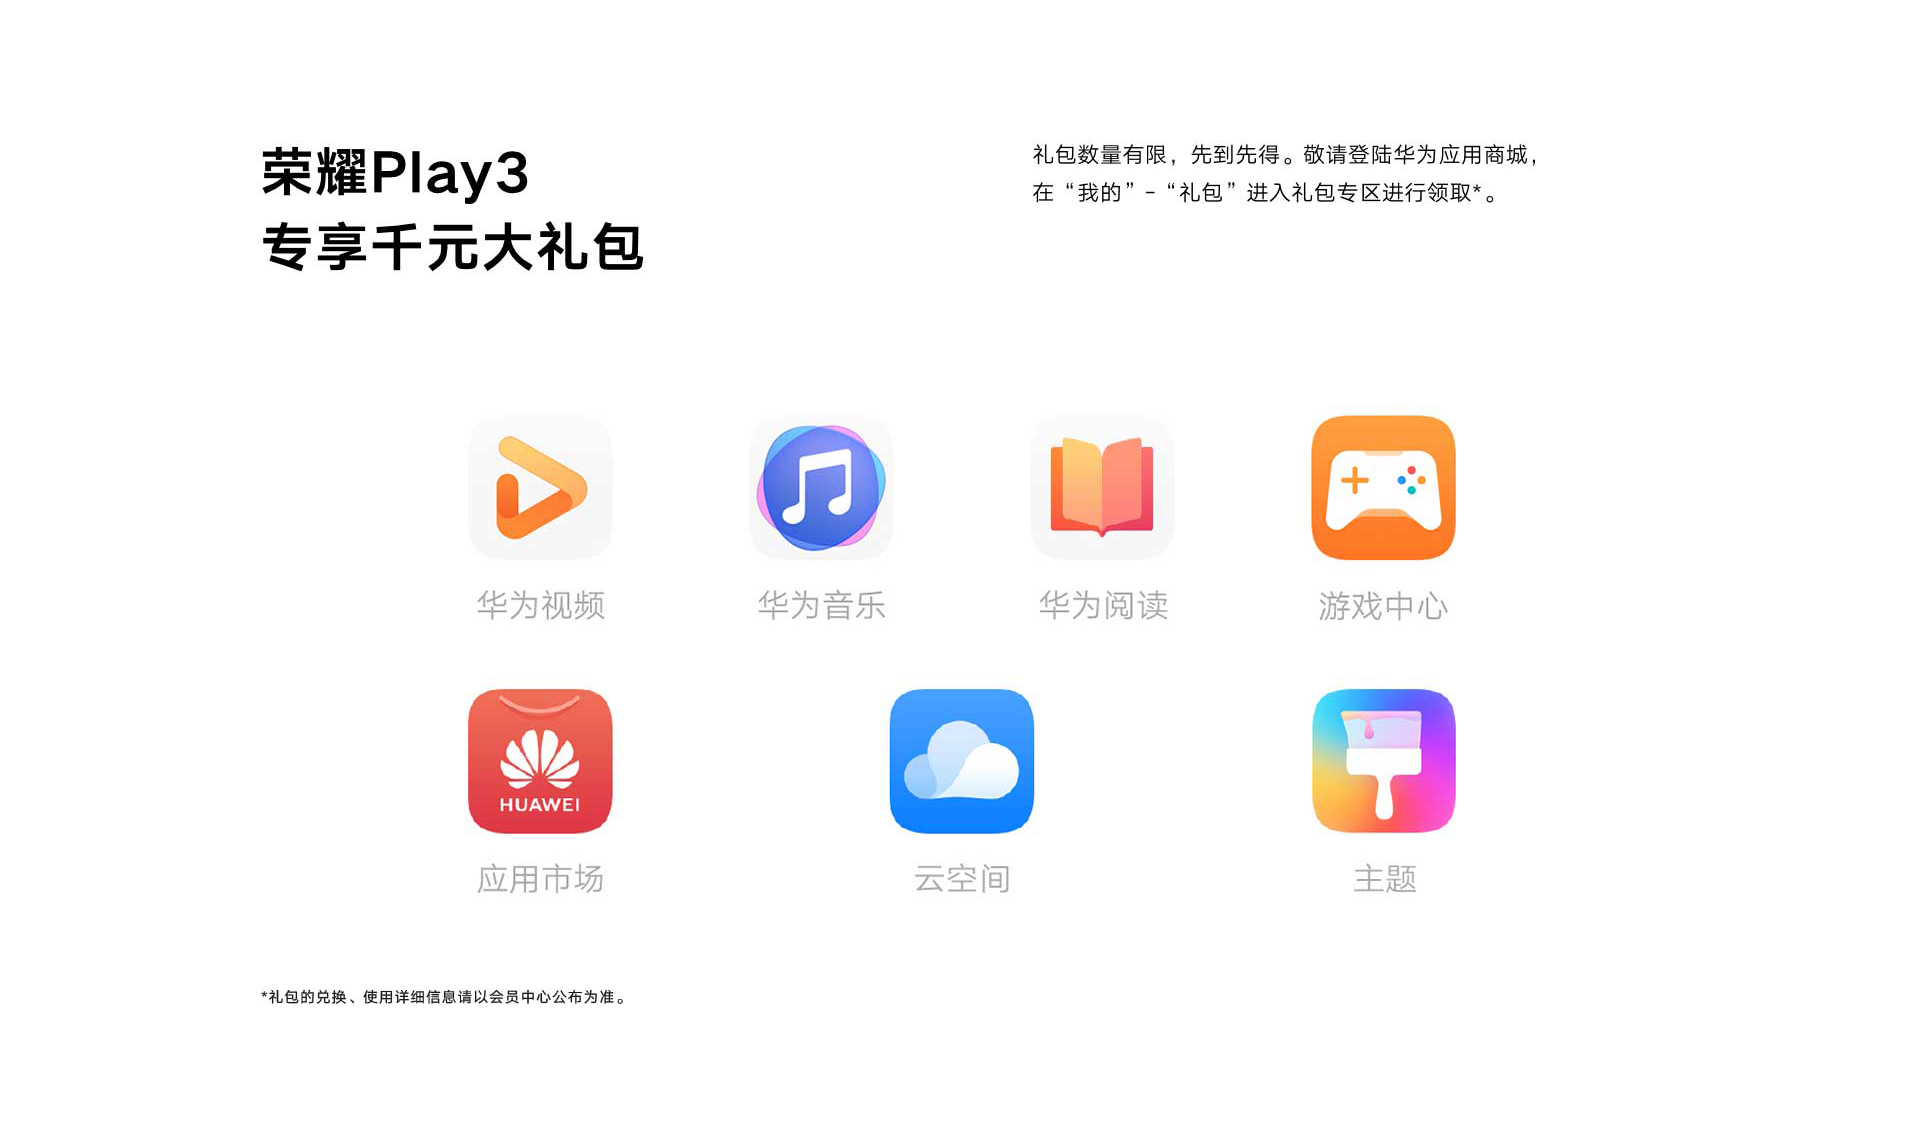 荣耀Play3
专享千元大礼包
礼包数量有限，先到先得。敬请登陆华为应用商城，
在“我的”-“礼包”进入礼包专区进行领取*。
华为视频
华为音乐
华为阅读
游戏中心
HUAWEI
应用市场
云空间
主题
*礼包的兑换、使用详细信息请以会员中心公布为准。